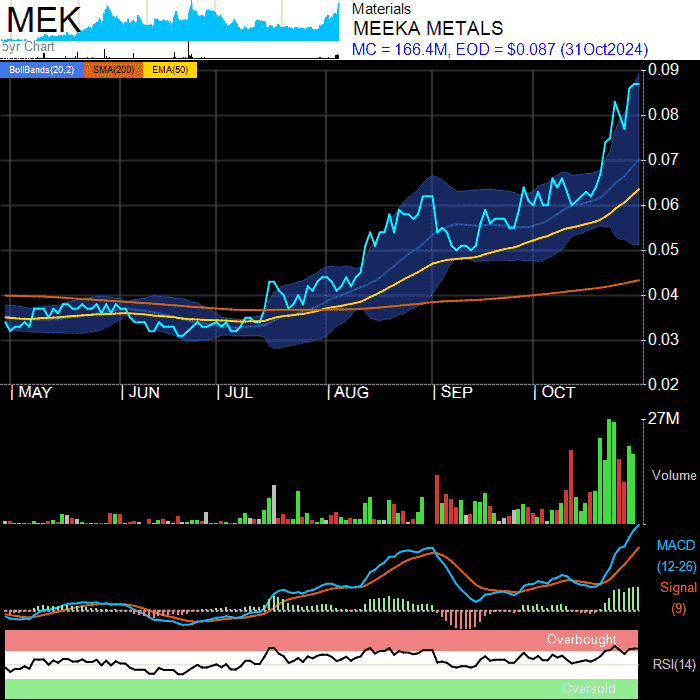 MEK
5yr Chart
Materials
MEEKA METALS
MC = 166.4M, EOD = $0.087 (31Oct2024)
BollBands(20,2) SMA(200) EMA(50)
0.09
0.08
0.07
0.06
0.05
0.04
0.03
0.02
MAY JUN JUL AUG SEP OCT
27M
Volume
MACD
(12-26)
Signal
(9)
Overbought
RSI(14)
Oversold